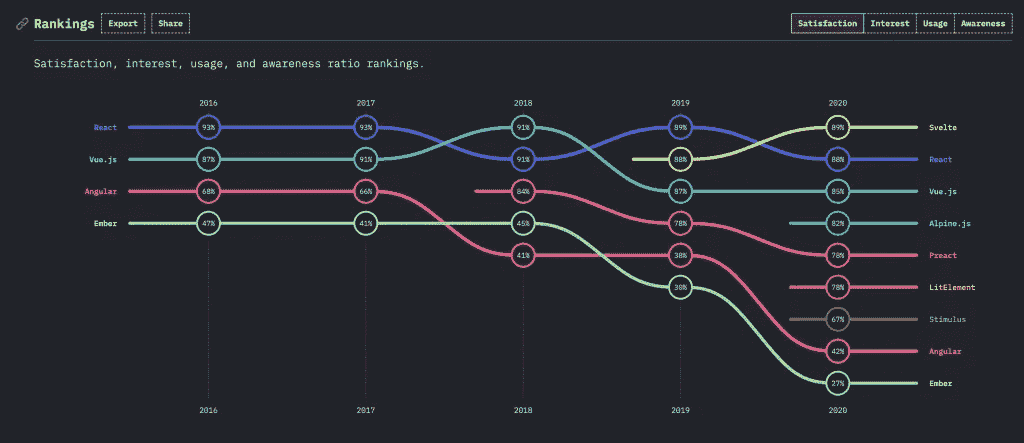 Rankings Export Share Satisfaction Interest Usage Awareness
Satisfaction, interest, usage, and awareness ratio rankings.
2016 2017 2018 2019 2020
React 93% 93% 91% 89% 89% Svelte
Vue.js 87% 91% 91% 88% 88% React
Angular 68% 66% 84% 87% 85% Vue.js
Ember 47% 41% 45% 78% 82% Alpine.js
41% 38% 78% Preact
30% 78% LitElement
67% Stimulus
42% Angular
27% Ember
2016 2017 2018 2019 2020